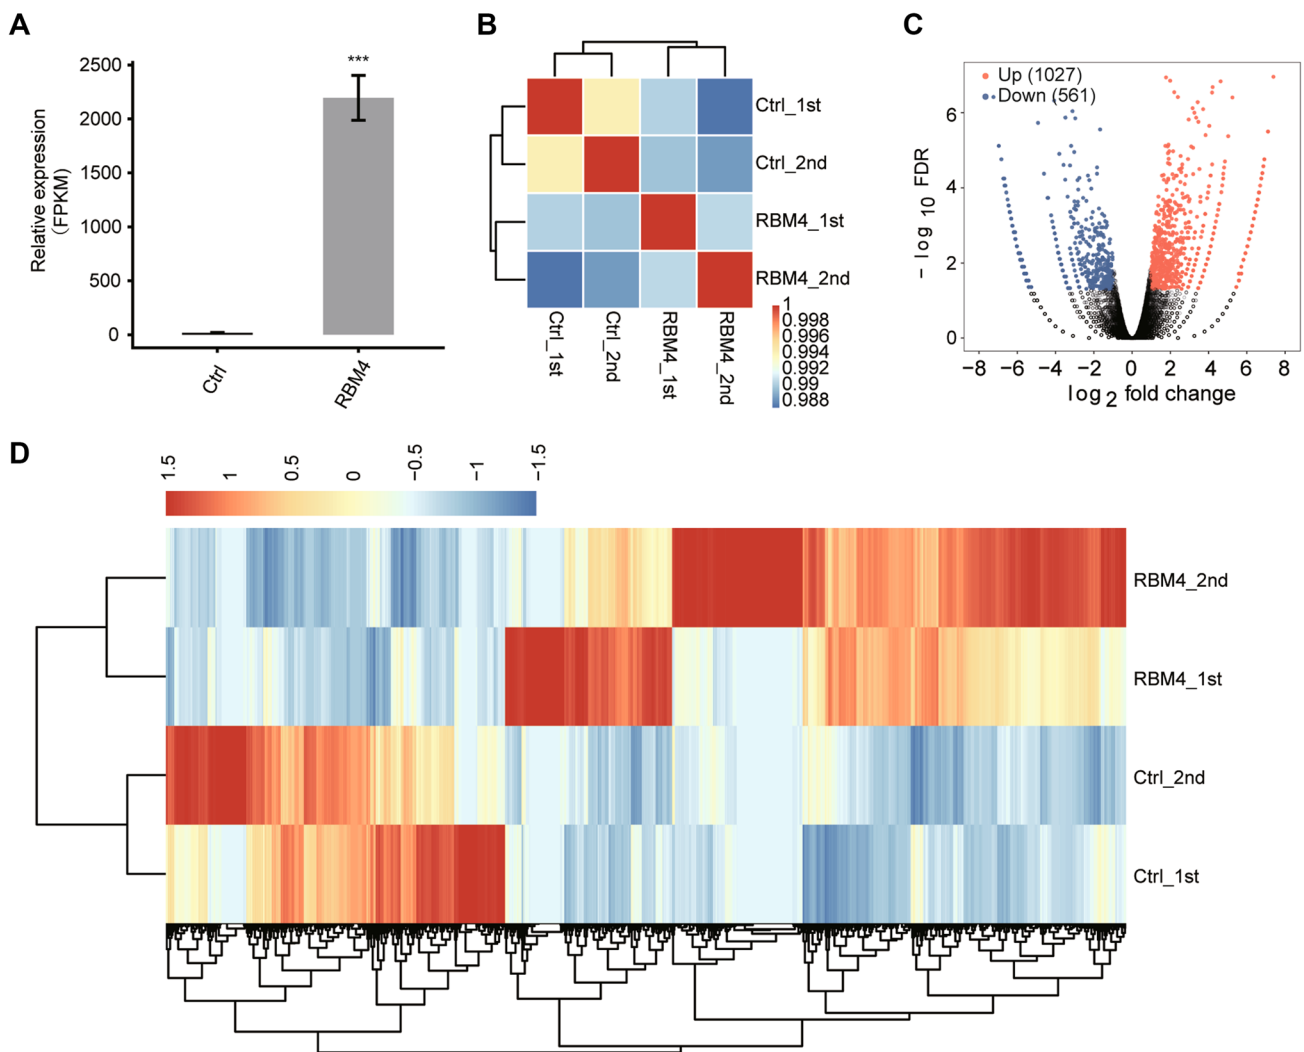 A
Relative expression
(FPKM)
2500
2000
1500
1000
500
0
***
Ctrl
RBM4
B
Ctrl_1st
Ctrl_2nd
RBM4_1st
RBM4_2nd
Ctrl_1st
Ctrl_2nd
RBM4_1st
RBM4_2nd
1
0.998
0.996
0.994
0.992
0.99
0.988
C
Up (1027)
Down (561)
− log 10 FDR
6
4
2
0
−8
−6
−4
−2
0
2
4
6
8
log 2 fold change
D
1.5
1
0.5
0
−0.5
−1
−1.5
RBM4_2nd
RBM4_1st
Ctrl_2nd
Ctrl_1st